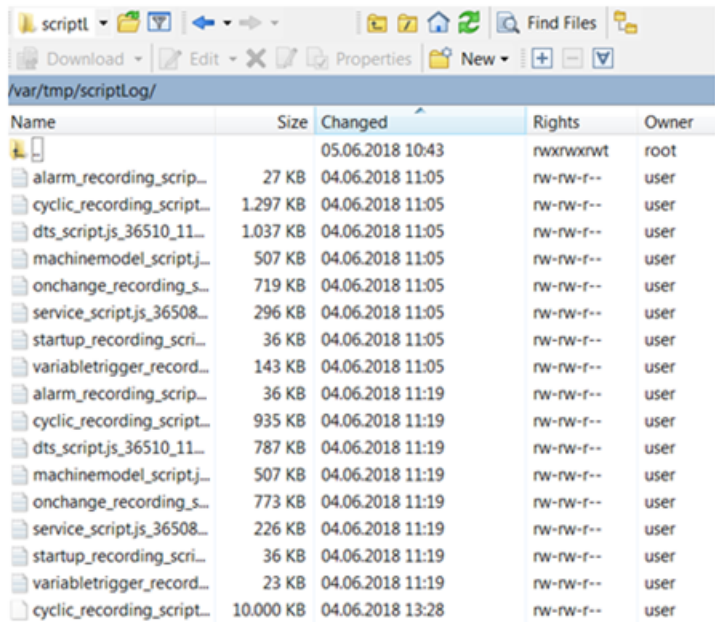 scriptl Find Files
Download Edit Properties New
/var/tmp/scriptLog/
Name Size Changed Rights Owner
.. 05.06.2018 10:43 rwxrwxrwt root
alarm_recording_scrip... 27 KB 04.06.2018 11:05 rw-rw-r-- user
cyclic_recording_script... 1.297 KB 04.06.2018 11:05 rw-rw-r-- user
dts_script.js_36510_11... 1.037 KB 04.06.2018 11:05 rw-rw-r-- user
machinemodel_script.j... 507 KB 04.06.2018 11:05 rw-rw-r-- user
onchange_recording_s... 719 KB 04.06.2018 11:05 rw-rw-r-- user
service_script.js_36508... 296 KB 04.06.2018 11:05 rw-rw-r-- user
startup_recording_scri... 36 KB 04.06.2018 11:05 rw-rw-r-- user
variabletrigger_record... 143 KB 04.06.2018 11:05 rw-rw-r-- user
alarm_recording_scrip... 36 KB 04.06.2018 11:19 rw-rw-r-- user
cyclic_recording_script... 935 KB 04.06.2018 11:19 rw-rw-r-- user
dts_script.js_36510_11... 787 KB 04.06.2018 11:19 rw-rw-r-- user
machinemodel_script.j... 507 KB 04.06.2018 11:19 rw-rw-r-- user
onchange_recording_s... 773 KB 04.06.2018 11:19 rw-rw-r-- user
service_script.js_36508... 226 KB 04.06.2018 11:19 rw-rw-r-- user
startup_recording_scri... 36 KB 04.06.2018 11:19 rw-rw-r-- user
variabletrigger_record... 23 KB 04.06.2018 11:19 rw-rw-r-- user
cyclic_recording_script... 10.000 KB 04.06.2018 13:28 rw-rw-r-- user